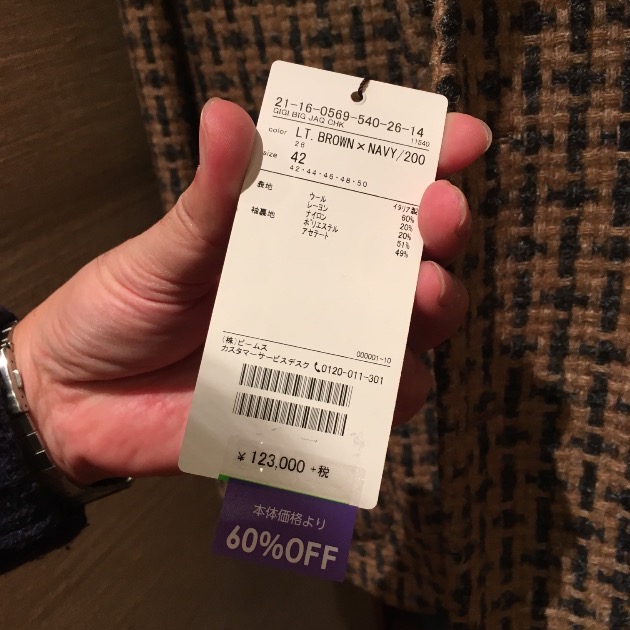 21-16-0569-540-26-14
GIGI BIG JAQ CHK 11640
color LT. BROWN × NAVY/200
26
size 42
42・44・46・48・50
表地 ウール イタリア製
レーヨン 60%
袖裏地 ナイロン 20%
ポリエステル 20%
アセテート 51%
49%
(株)ビームス 000001-10
カスタマーサービスデスク 0120-011-301
¥ 123,000 +税
本体価格より
60%OFF